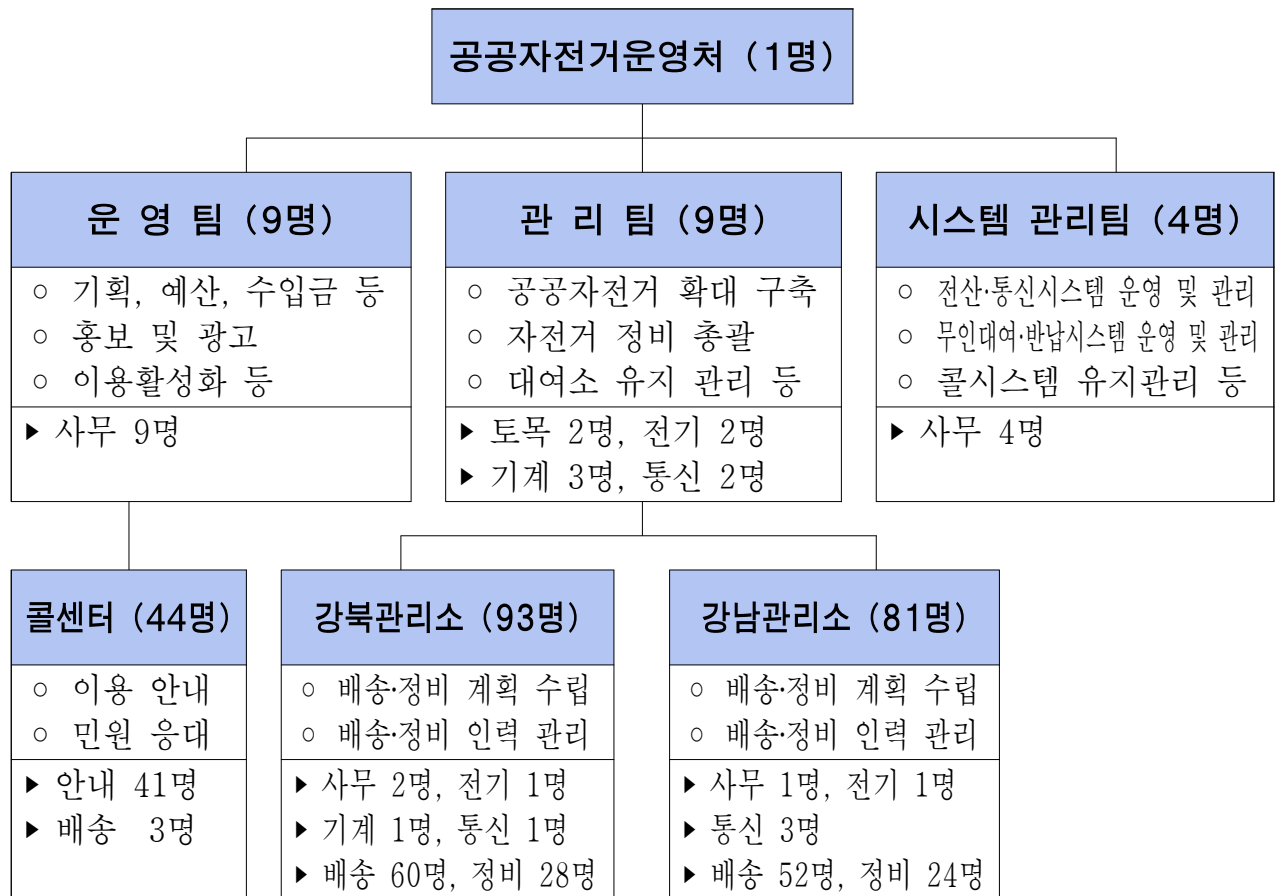 공공자전거운영처 (1명)
운 영 팀 (9명)
○ 기획, 예산, 수입금 등
○ 홍보 및 광고
○ 이용활성화 등
▶ 사무 9명
관 리 팀 (9명)
○ 공공자전거 확대 구축
○ 자전거 정비 총괄
○ 대여소 유지 관리 등
▶ 토목 2명, 전기 2명
▶ 기계 3명, 통신 2명
시스템 관리팀 (4명)
○ 전산·통신시스템 운영 및 관리
○ 무인대여·반납시스템 운영 및 관리
○ 콜시스템 유지관리 등
▶ 사무 4명
콜센터 (44명)
○ 이용 안내
○ 민원 응대
▶ 안내 41명
▶ 배송 3명
강북관리소 (93명)
○ 배송·정비 계획 수립
○ 배송·정비 인력 관리
▶ 사무 2명, 전기 1명
▶ 기계 1명, 통신 1명
▶ 배송 60명, 정비 28명
강남관리소 (81명)
○ 배송·정비 계획 수립
○ 배송·정비 인력 관리
▶ 사무 1명, 전기 1명
▶ 통신 3명
▶ 배송 52명, 정비 24명